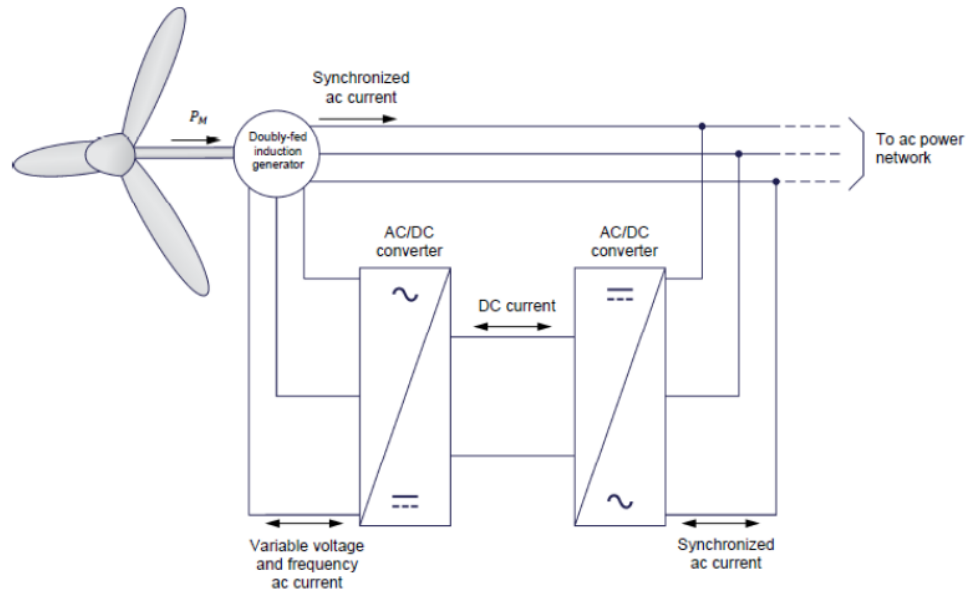 Synchronized
ac current
P_M
Doubly-fed
induction
generator
To ac power
network
AC/DC
converter
AC/DC
converter
DC current
Variable voltage
and frequency
ac current
Synchronized
ac current